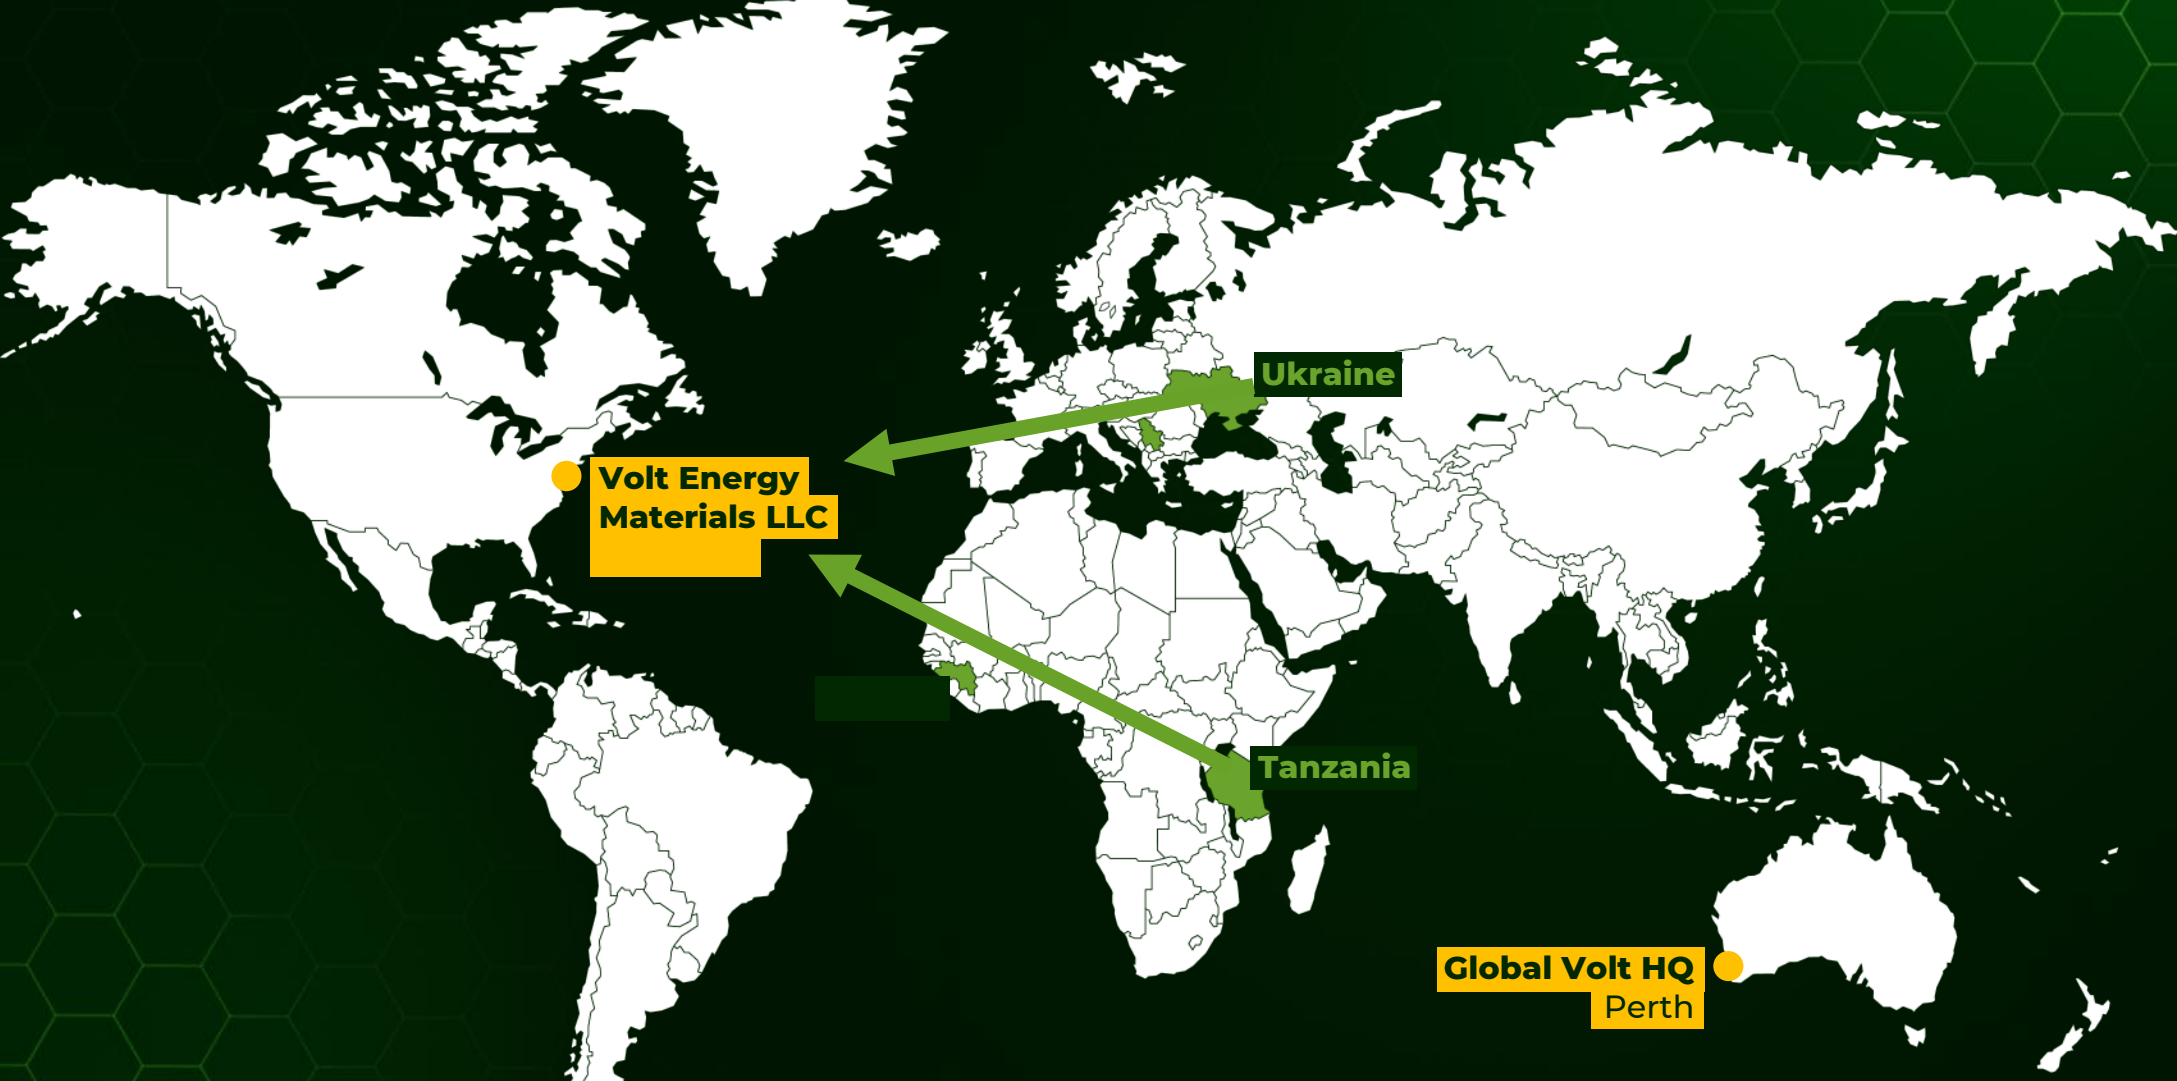 Ukraine
Volt Energy
Materials LLC
Tanzania
Global Volt HQ
Perth